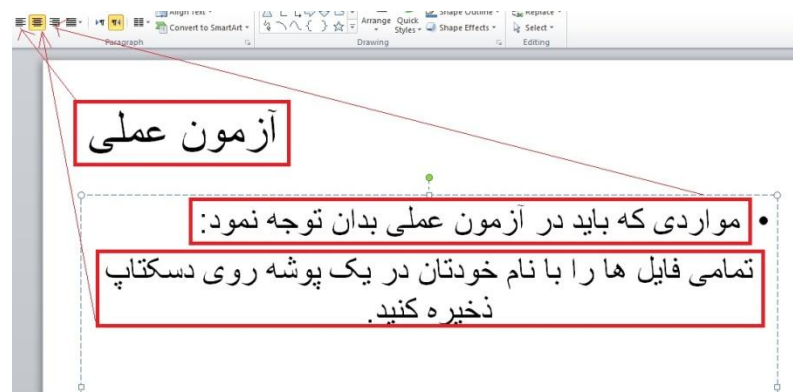 Align Text
Convert to SmartArt
Arrange
Quick Styles
Shape Outline
Shape Effects
Replace
Select
Paragraph
Drawing
Editing
آزمون عملی
• مواردی که باید در آزمون عملی بدان توجه نمود:
تمامی فایل ها را با نام خودتان در یک پوشه روی دسکتاپ
ذخیره کنید.